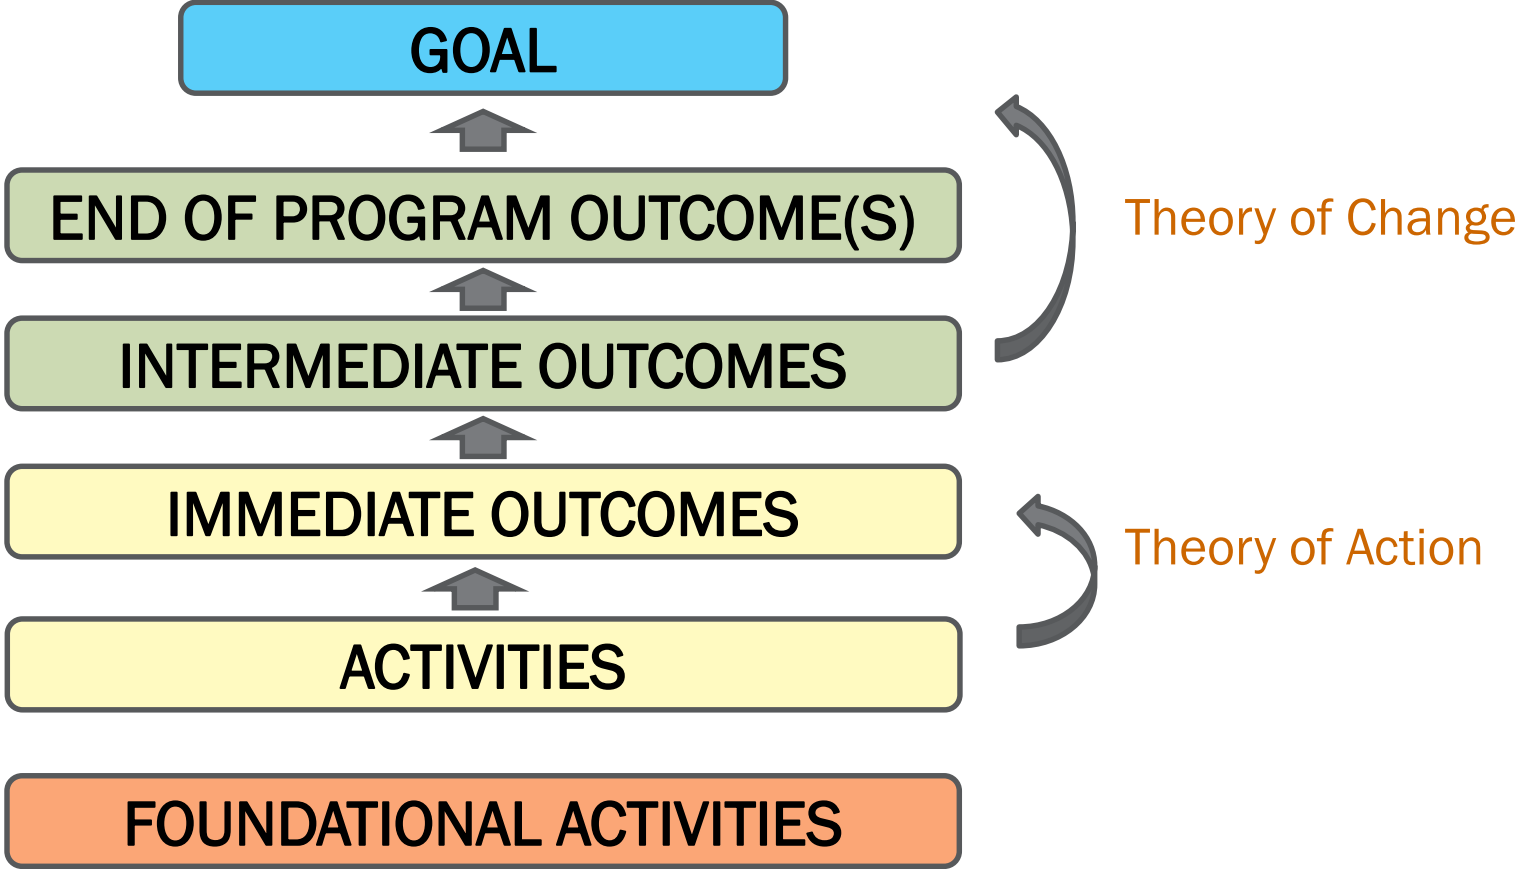 GOAL
END OF PROGRAM OUTCOME(S)
Theory of Change
INTERMEDIATE OUTCOMES
IMMEDIATE OUTCOMES
Theory of Action
ACTIVITIES
FOUNDATIONAL ACTIVITIES